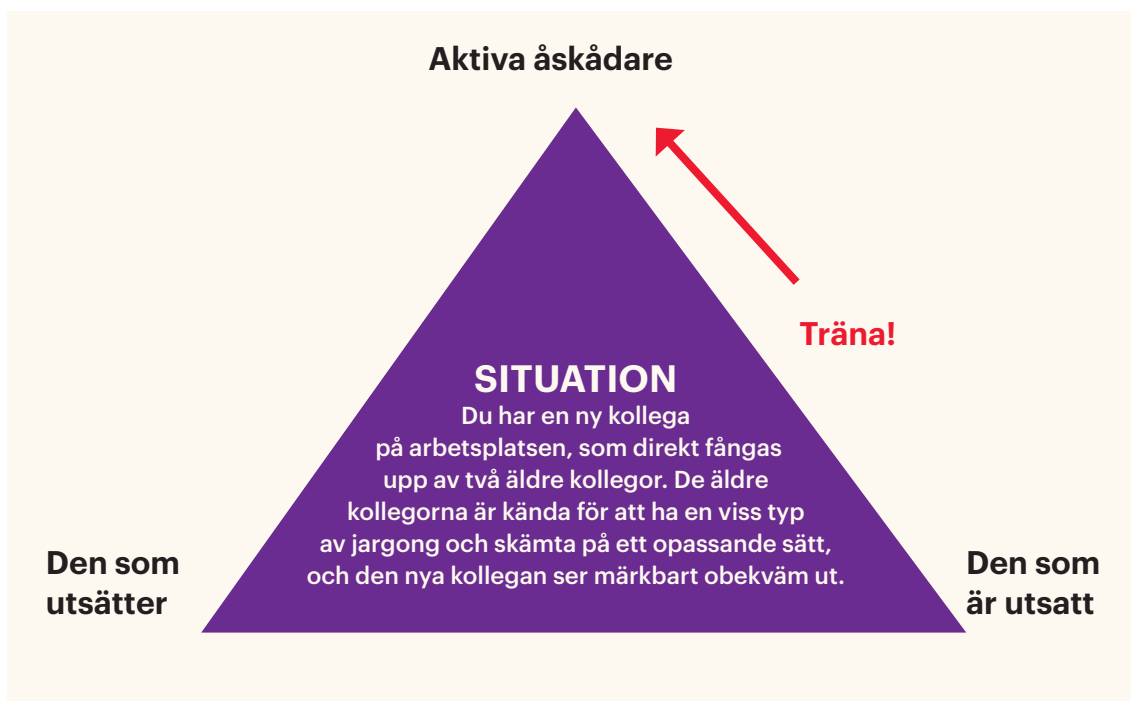 Aktiva åskådare
Träna!
SITUATION
Du har en ny kollega
på arbetsplatsen, som direkt fångas
upp av två äldre kollegor. De äldre
kollegorna är kända för att ha en viss typ
av jargong och skämta på ett opassande sätt,
och den nya kollegan ser märkbart obekväm ut.
Den som
utsätter
Den som
är utsatt